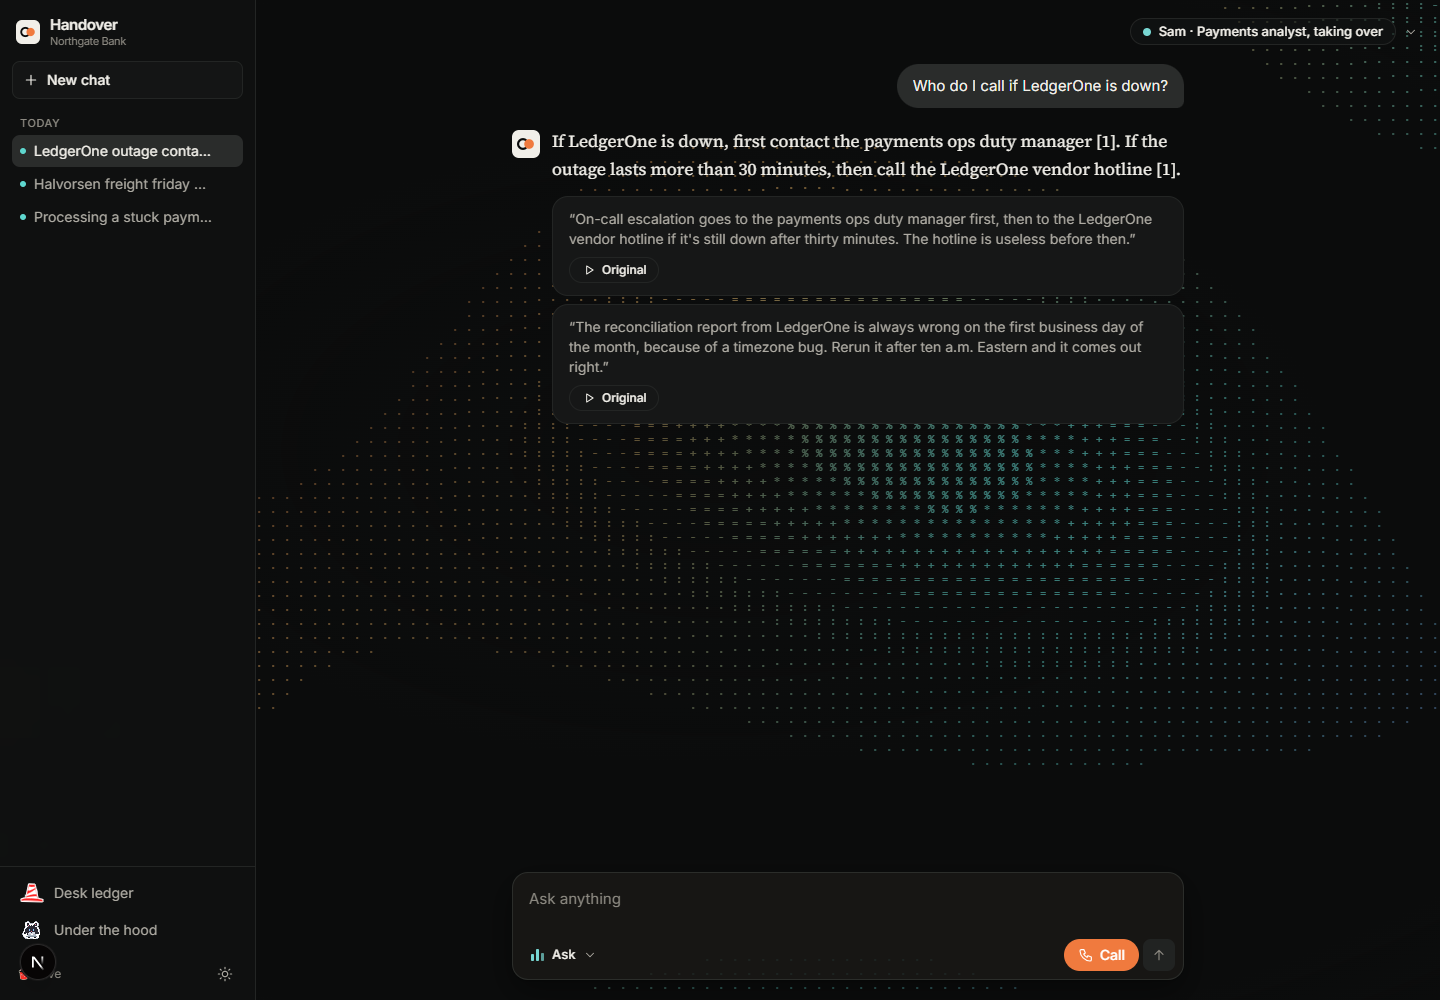 Handover
Northgate Bank
New chat
TODAY
LedgerOne outage conta...
Halvorsen freight friday ...
Processing a stuck paym...
Desk ledger
Under the hood
N
Sam · Payments analyst, taking over
Who do I call if LedgerOne is down?
If LedgerOne is down, first contact the payments ops duty manager [1]. If the
outage lasts more than 30 minutes, then call the LedgerOne vendor hotline [1].
“On-call escalation goes to the payments ops duty manager first, then to the LedgerOne
vendor hotline if it's still down after thirty minutes. The hotline is useless before then.”
Original
“The reconciliation report from LedgerOne is always wrong on the first business day of
the month, because of a timezone bug. Rerun it after ten a.m. Eastern and it comes out
right.”
Original
Ask anything
Ask
Call